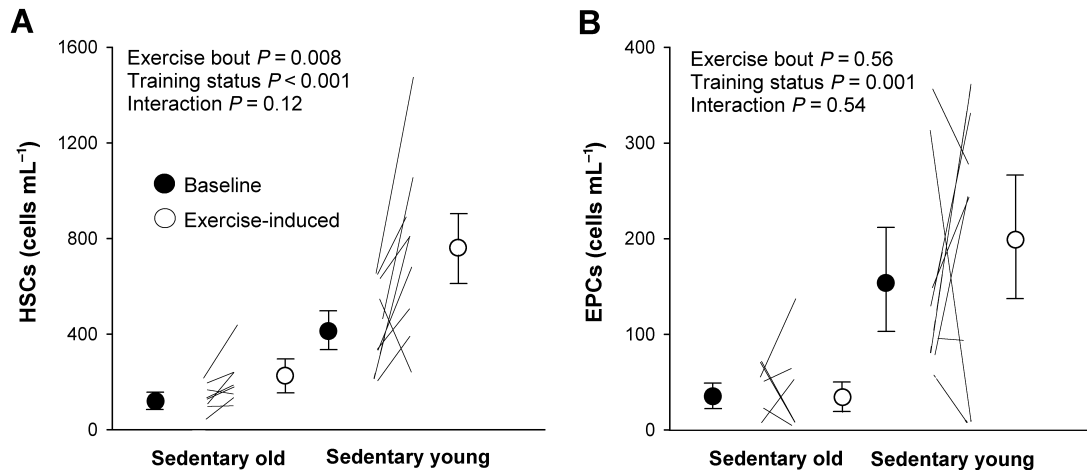 A
1600
1200
800
400
0
HSCs (cells mL⁻¹)
Exercise bout P = 0.008
Training status P < 0.001
Interaction P = 0.12
Baseline
Exercise-induced
Sedentary old
Sedentary young
B
400
300
200
100
0
EPCs (cells mL⁻¹)
Exercise bout P = 0.56
Training status P = 0.001
Interaction P = 0.54
Sedentary old
Sedentary young